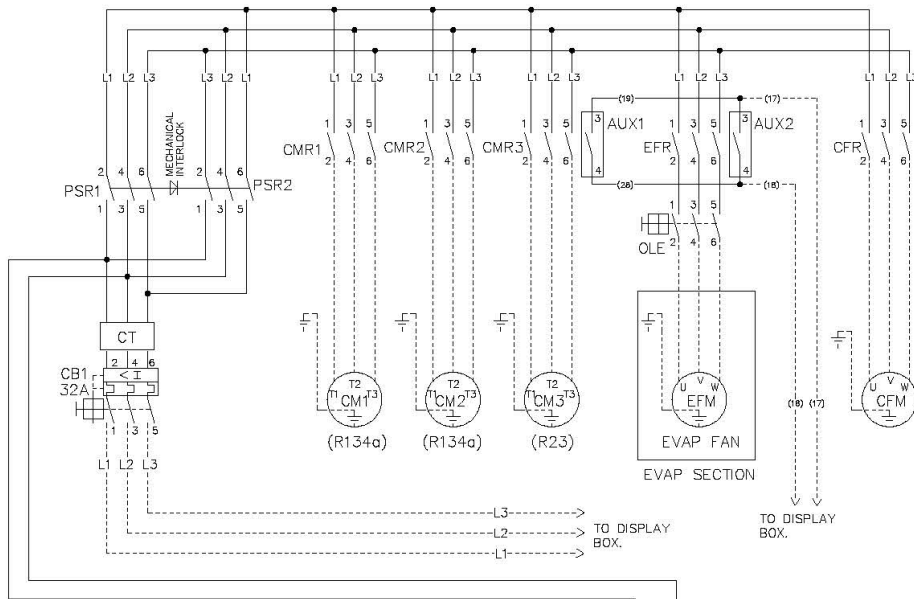 L1 L2 L3 L3 L2 L1 L1 L2 L3 L1 L2 L3 L1 L2 L3 L1 L2 L3 L1 L2 L3
(19) (17)
MECHANICAL
INTERLOCK
1 3 5 1 3 5 1 3 5 3 AUX1 1 3 5 3 AUX2 1 3 5
CMR1 CMR2 CMR3 EFR CFR
2 4 6 2 4 6 2 4 6 4 2 4 6 4 2 4 6
2 4 6 2 4 6
PSR1 PSR2
1 3 5 1 3 5
(28) (18)
1 3 5
OLE 2 4 6
CT
2 4 6
CB1 < I
32A
1 3 5
L1 L2 L3
T1 T2 T3
CM1
(R134a)
T1 T2 T3
CM2
(R134a)
T1 T2 T3
CM3
(R23)
U V W
EFM
EVAP FAN
EVAP SECTION
(18) (17)
U V W
CFM
L3
L2
L1
TO DISPLAY
BOX.
TO DISPLAY
BOX.